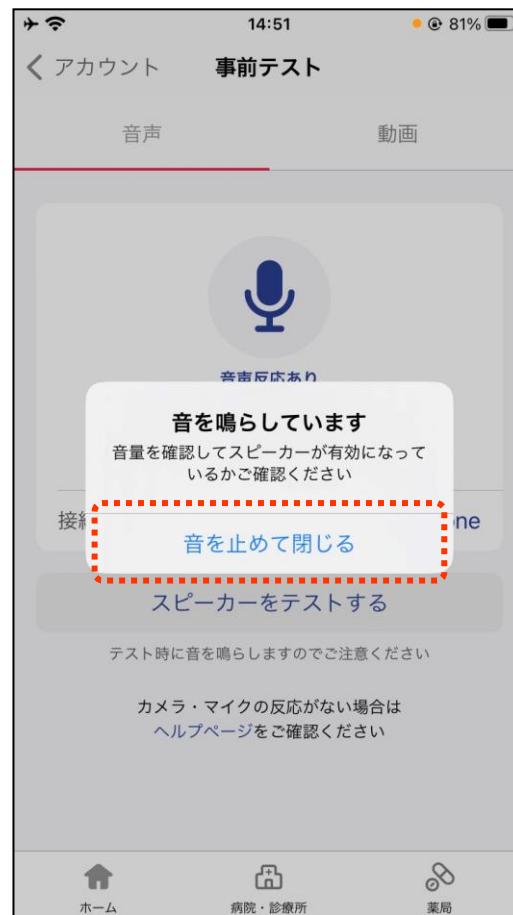 14:51
81%
アカウント
事前テスト
音声
動画
音声反応あり
音を鳴らしています
音量を確認してスピーカーが有効になって
いるかご確認ください
音を止めて閉じる
スピーカーをテストする
テスト時に音を鳴らしますのでご注意ください
カメラ・マイクの反応がない場合は
ヘルプページをご確認ください
ホーム
病院・診療所
薬局